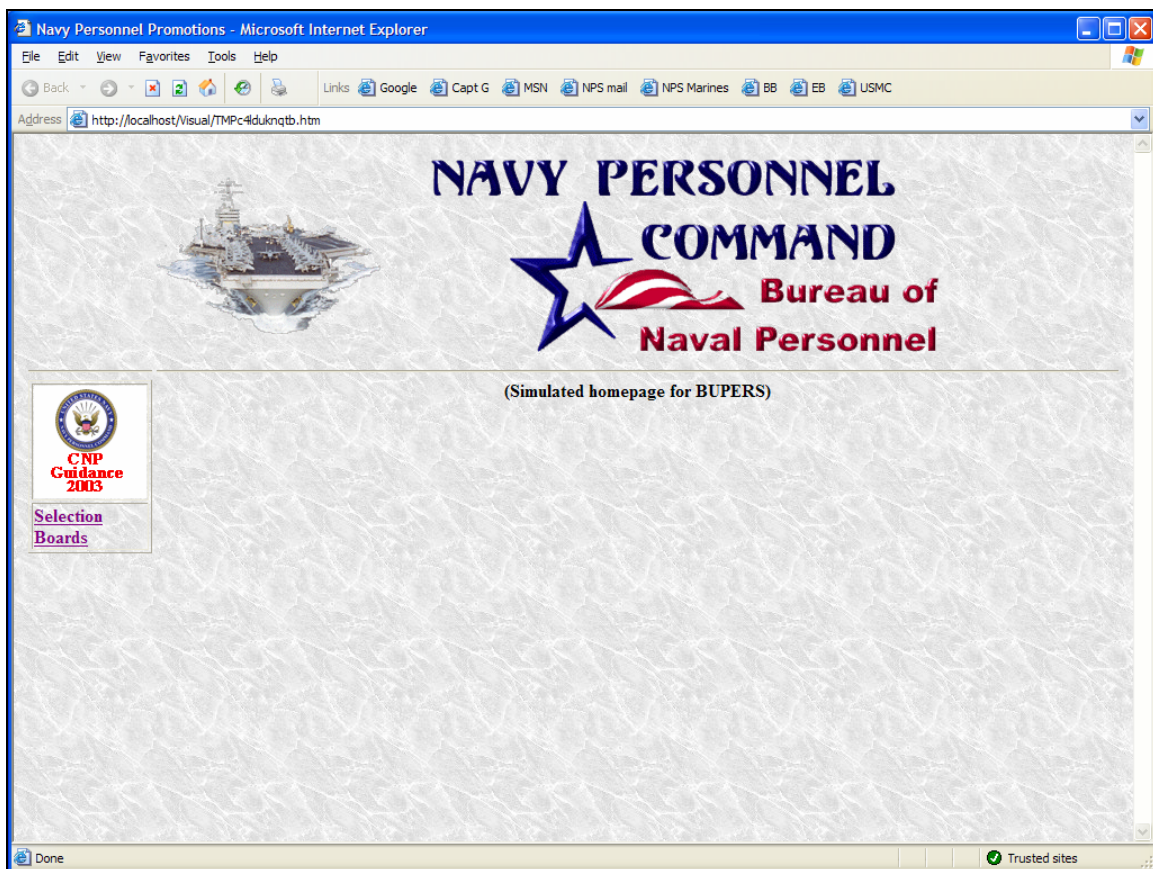 Navy Personnel Promotions - Microsoft Internet Explorer
File Edit View Favorites Tools Help
Back Links Google Capt G MSN NPS mail NPS Marines BB EB USMC
Address http://localhost/Visual/TMPc4lduknqtb.htm
NAVY PERSONNEL
COMMAND
Bureau of
Naval Personnel
(Simulated homepage for BUPERS)
CNP
Guidance
2003
Selection
Boards
Done Trusted sites